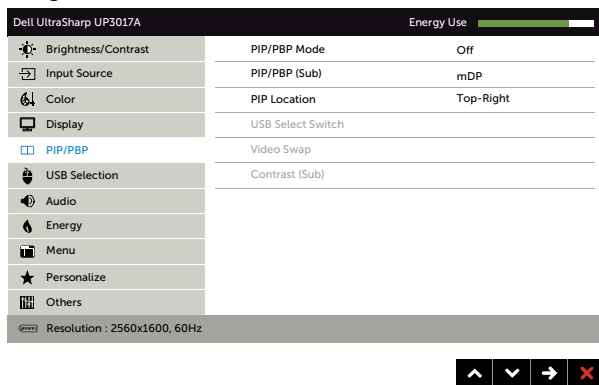 Dell UltraSharp UP3017A Energy Use
Brightness/Contrast PIP/PBP Mode Off
Input Source PIP/PBP (Sub) mDP
Color PIP Location Top-Right
Display USB Select Switch
PIP/PBP Video Swap
USB Selection Contrast (Sub)
Audio
Energy
Menu
Personalize
Others
Resolution : 2560x1600, 60Hz